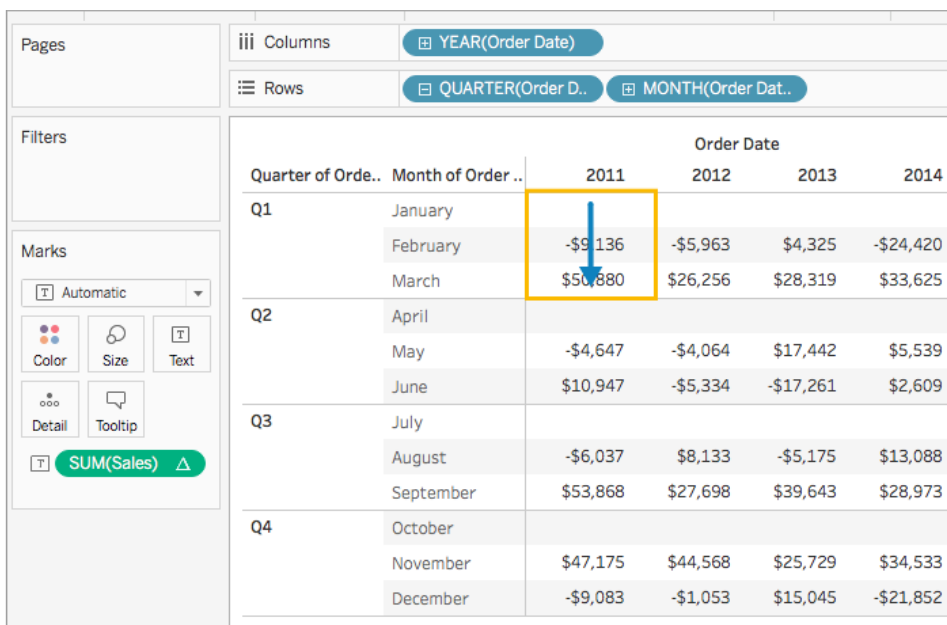 Pages
iii Columns
YEAR(Order Date)
Rows
QUARTER(Order D..
MONTH(Order Dat..
Filters
Marks
Automatic
Color Size Text
Detail Tooltip
SUM(Sales) Δ
Order Date
Quarter of Orde.. Month of Order .. 2011 2012 2013 2014
Q1 January
February -$9,136 -$5,963 $4,325 -$24,420
March $50,880 $26,256 $28,319 $33,625
Q2 April
May -$4,647 -$4,064 $17,442 $5,539
June $10,947 -$5,334 -$17,261 $2,609
Q3 July
August -$6,037 $8,133 -$5,175 $13,088
September $53,868 $27,698 $39,643 $28,973
Q4 October
November $47,175 $44,568 $25,729 $34,533
December -$9,083 -$1,053 $15,045 -$21,852